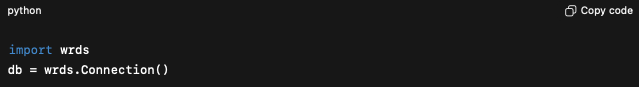 python
Copy code
import wrds
db = wrds.Connection()